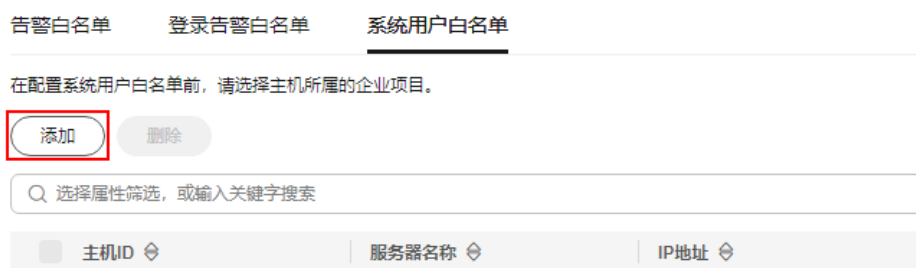 告警白名单 登录告警白名单 系统用户白名单
在配置系统用户白名单前，请选择主机所属的企业项目。
添加 删除
选择属性筛选，或输入关键字搜索
主机ID 服务器名称 IP地址